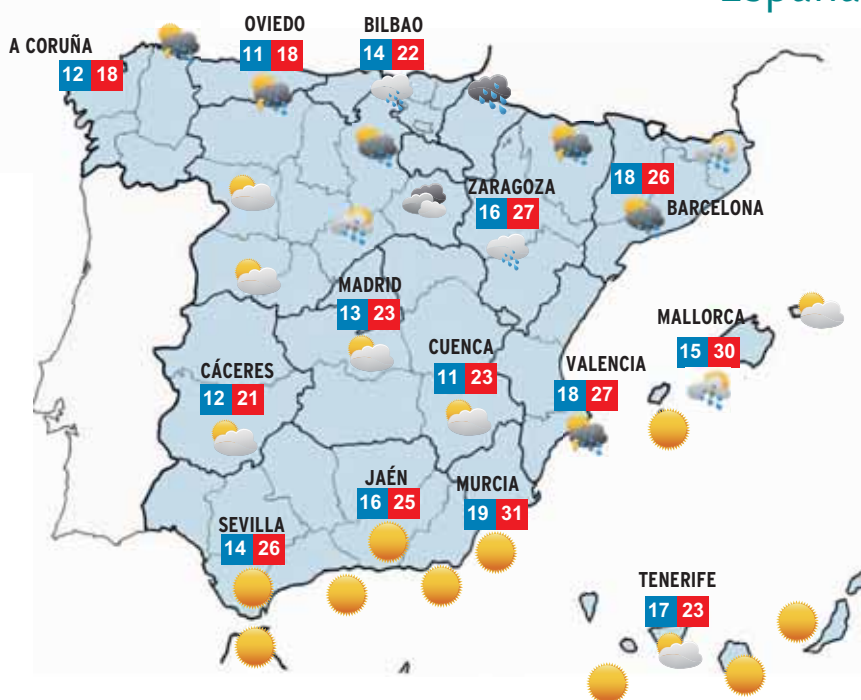 España
OVIEDO
11 18
BILBAO
14 22
A CORUÑA
12 18
ZARAGOZA
16 27
18 26
BARCELONA
MADRID
13 23
MALLORCA
15 30
CUENCA
11 23
VALENCIA
18 27
CÁCERES
12 21
JAÉN
16 25
MURCIA
19 31
SEVILLA
14 26
TENERIFE
17 23